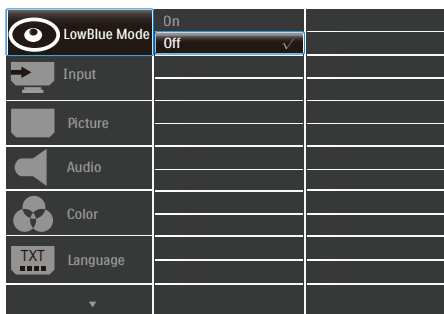 LowBlue Mode
On
Off ✓
Input
Picture
Audio
Color
TXT
Language
▼